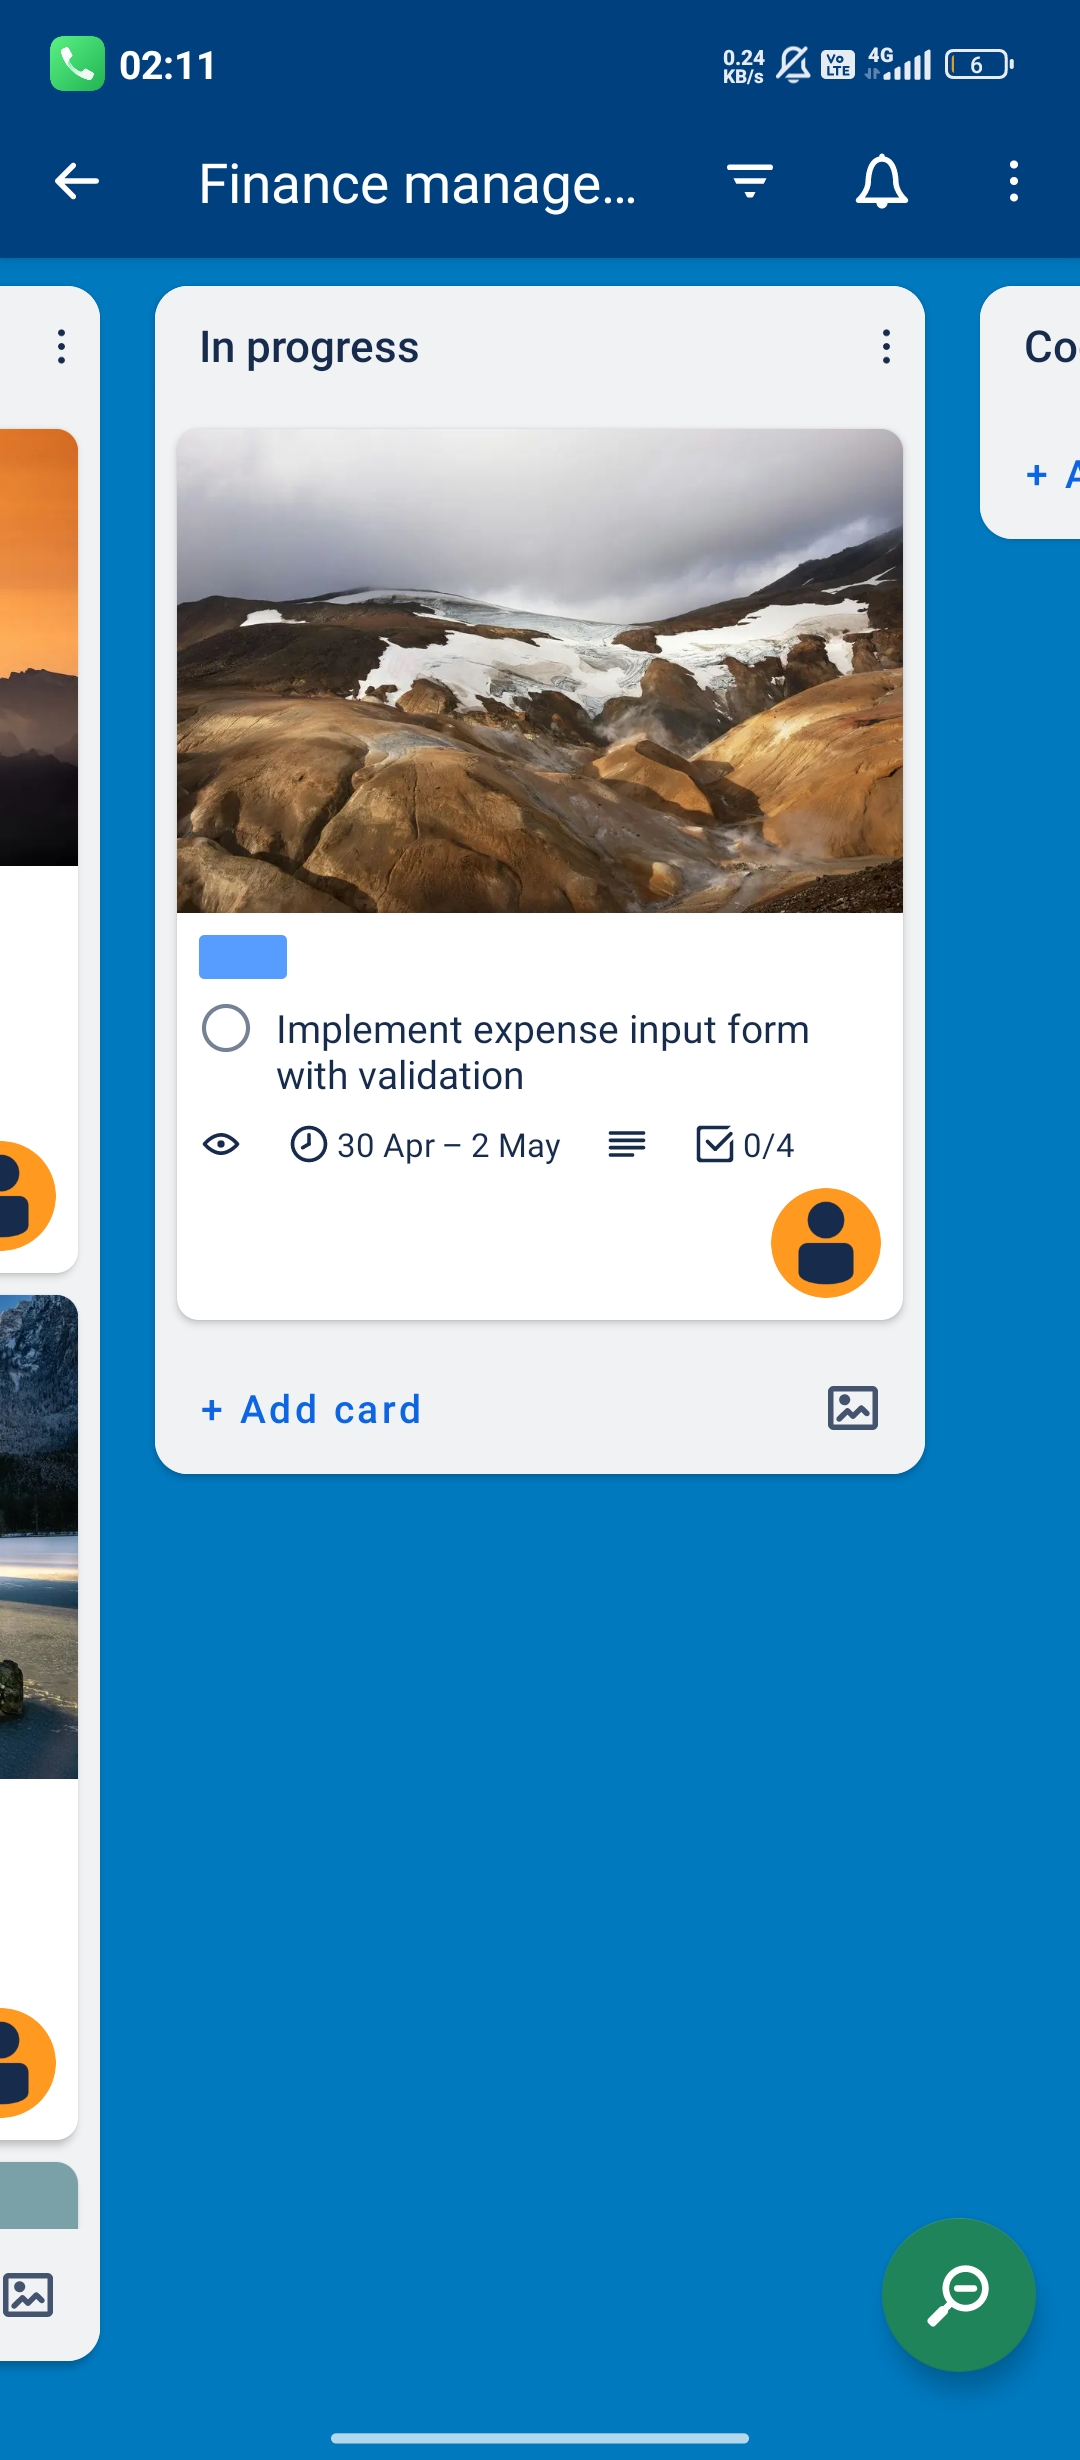 02:11
0.24
KB/s
Vo
LTE
4G
6
Finance manage...
In progress
Co
+ A
Implement expense input form
with validation
30 Apr – 2 May
0/4
+ Add card